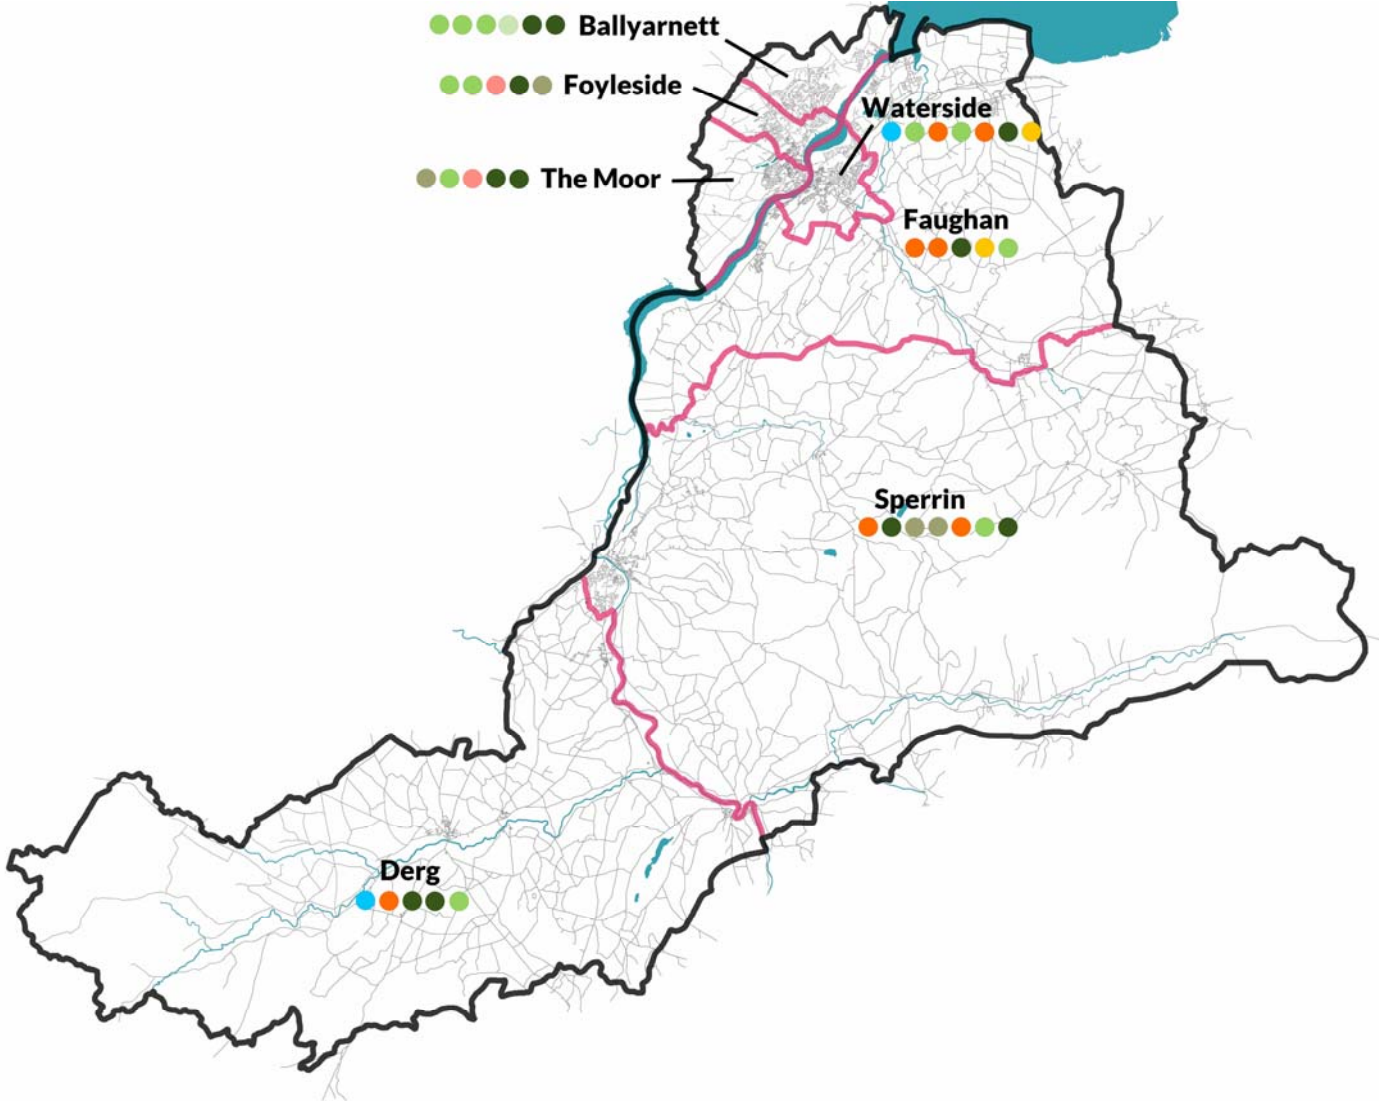 Ballyarnett
Foyleside
Waterside
The Moor
Faughan
Sperrin
Derg